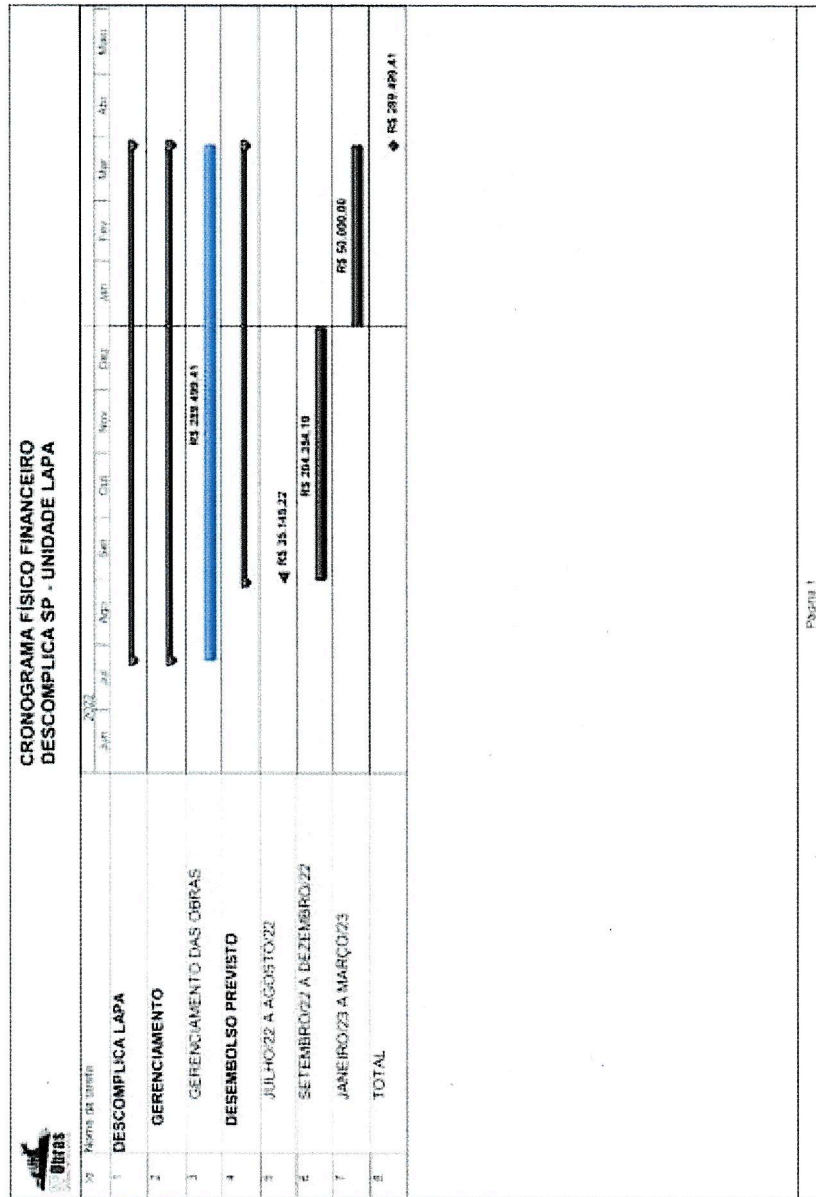 CRONOGRAMA FÍSICO FINANCEIRO
DESCOMPLICA SP - UNIDADE LAPA
Obras
Nome da tarefa
2022
Jun Jul Ago Set Out Nov Dez Jan Fev Mar Abr
1 DESCOMPLICA LAPA
2 GERENCIAMENTO
3 GERENCIAMENTO DAS OBRAS R$ 289.499,41
4 DESEMBOLSO PREVISTO
5 JULHO/22 A AGOSTO/22 R$ 35.145,22
6 SETEMBRO/22 A DEZEMBRO/22 R$ 204.354,19
7 JANEIRO/23 A MARÇO/23 R$ 50.000,00
8 TOTAL R$ 289.499,41
Página 1